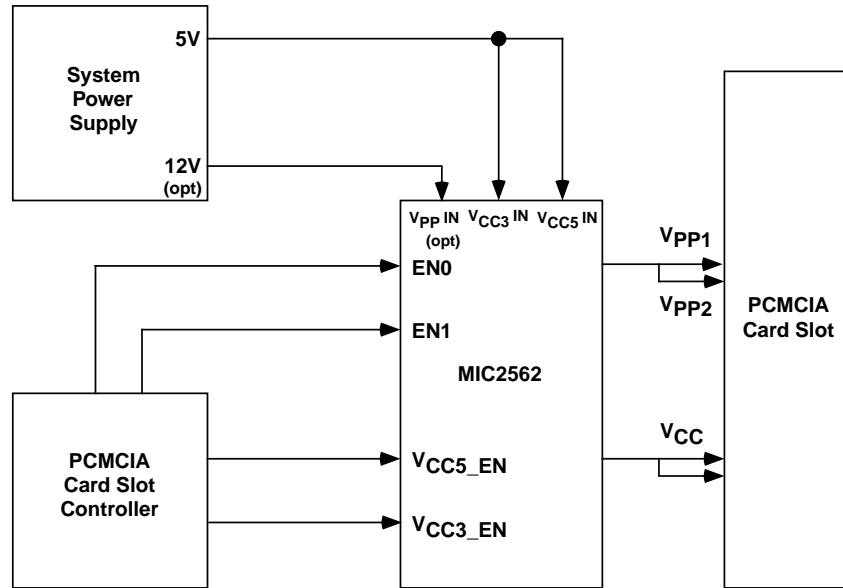 5V
System
Power
Supply
12V
(opt)
VPP IN
(opt)
VCC3 IN
VCC5 IN
EN0
EN1
MIC2562
VCC5_EN
VCC3_EN
VPP1
VPP2
VCC
PCMCIA
Card Slot
PCMCIA
Card Slot
Controller